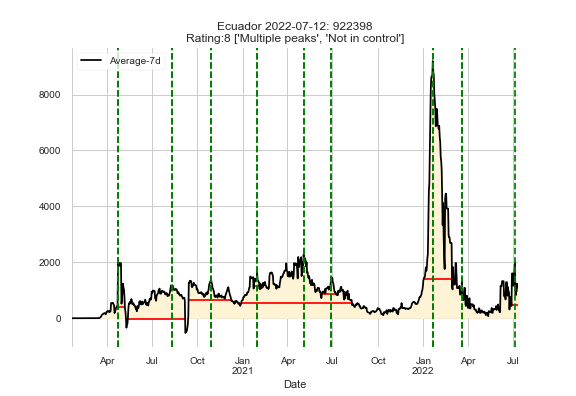 Ecuador 2022-07-12: 922398
Rating:8 ['Multiple peaks', 'Not in control']
Average-7d
8000
6000
4000
2000
0
Apr Jul Oct Jan Apr Jul Oct Jan Apr Jul
2021 2022
Date